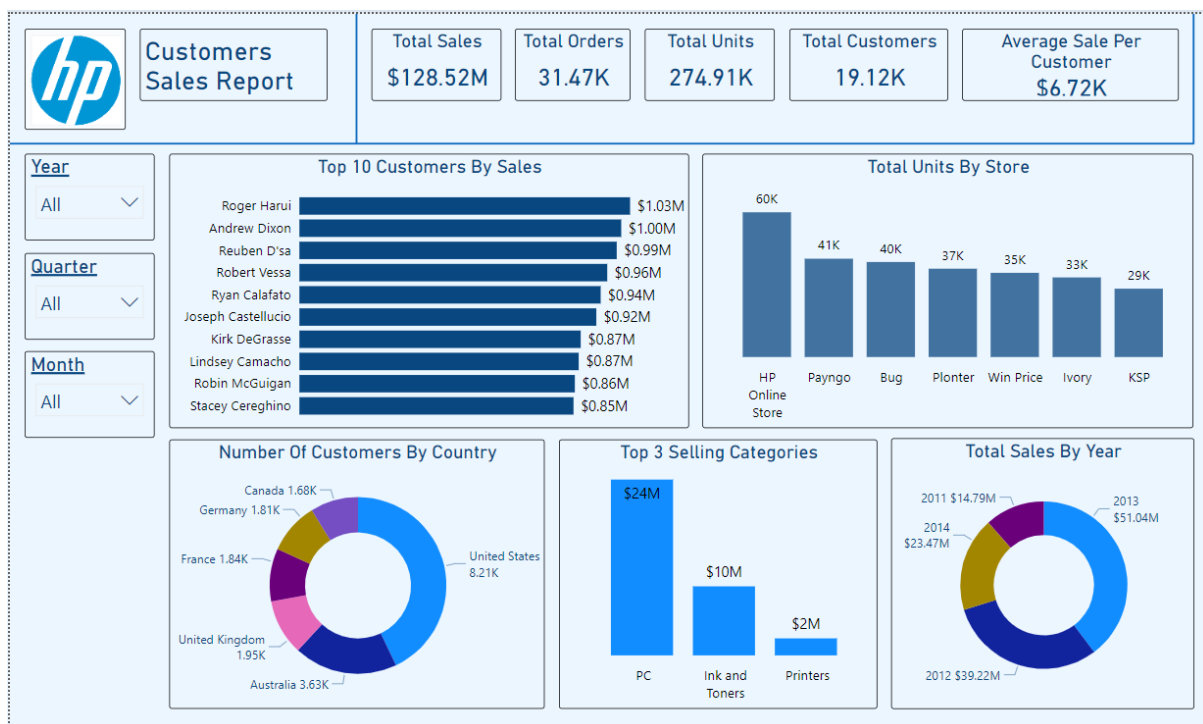 hp
Customers
Sales Report
Total Sales
$128.52M
Total Orders
31.47K
Total Units
274.91K
Total Customers
19.12K
Average Sale Per
Customer
$6.72K
Year
All
Quarter
All
Month
All
Top 10 Customers By Sales
Roger Harui $1.03M
Andrew Dixon $1.00M
Reuben D'sa $0.99M
Robert Vessa $0.96M
Ryan Calafato $0.94M
Joseph Castellucio $0.92M
Kirk DeGrasse $0.87M
Lindsey Camacho $0.87M
Robin McGuigan $0.86M
Stacey Cereghino $0.85M
Total Units By Store
60K
41K
40K
37K
35K
33K
29K
HP
Online
Store
Payngo
Bug
Plonter
Win Price
Ivory
KSP
Number Of Customers By Country
Canada 1.68K
Germany 1.81K
France 1.84K
United Kingdom
1.95K
Australia 3.63K
United States
8.21K
Top 3 Selling Categories
$24M
$10M
$2M
PC
Ink and
Toners
Printers
Total Sales By Year
2011 $14.79M
2014
$23.47M
2012 $39.22M
2013
$51.04M